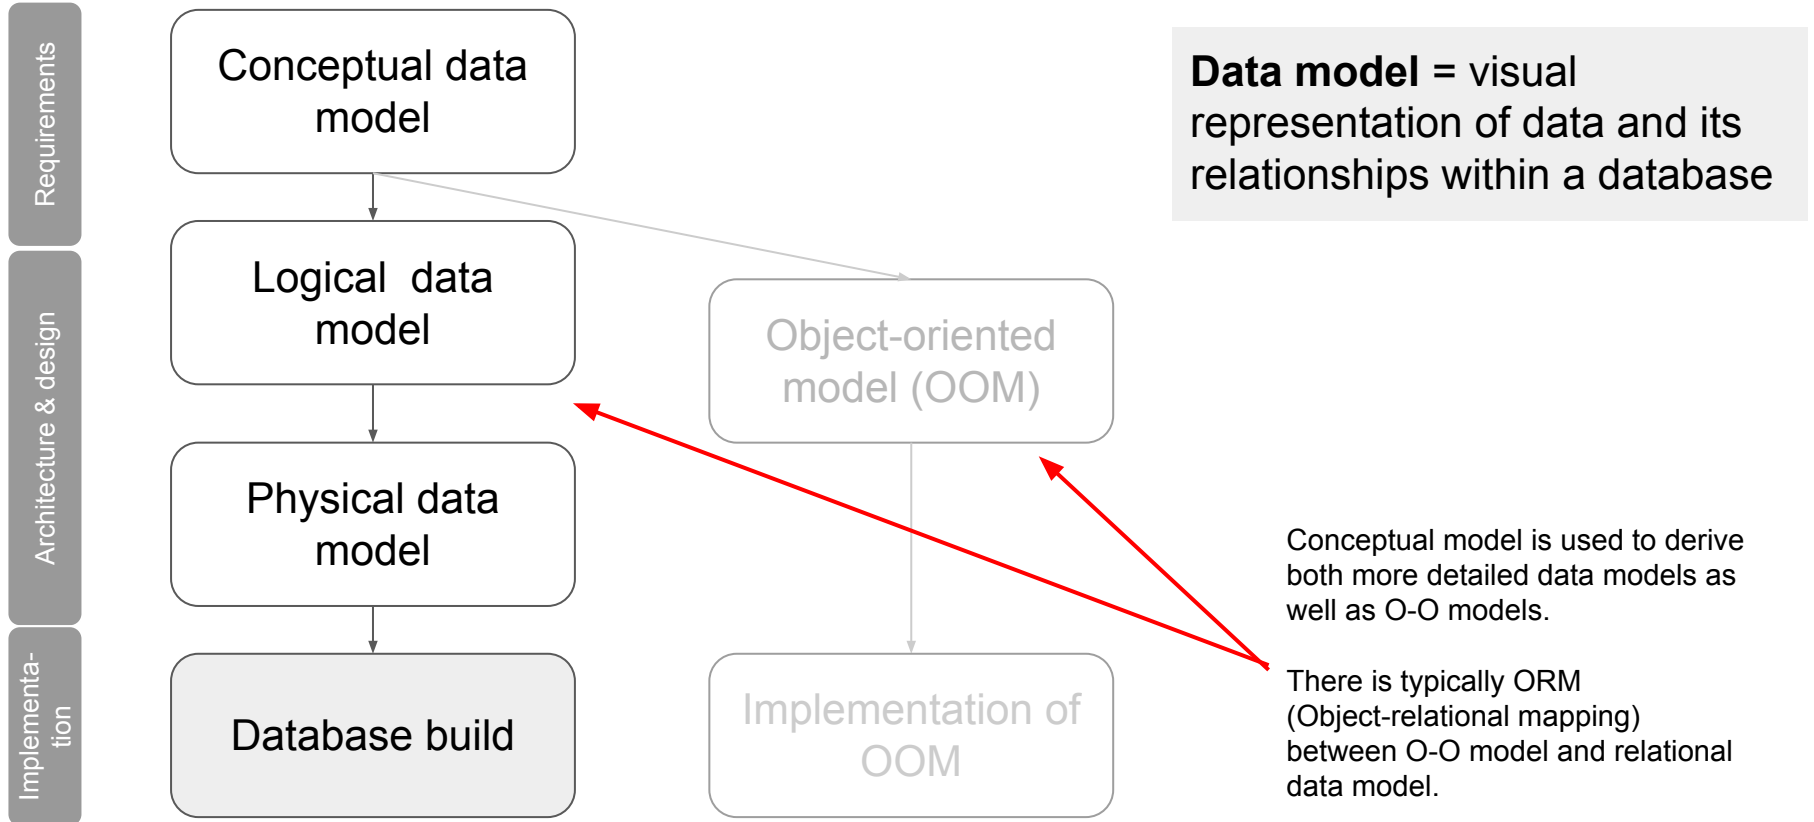 Requirements
Architecture & design
Implementa-
tion
Conceptual data
model
Logical  data
model
Physical data
model
Database build
Object-oriented
model (OOM)
Implementation of
OOM
Data model = visual
representation of data and its
relationships within a database
Conceptual model is used to derive
both more detailed data models as
well as O-O models.
There is typically ORM
(Object-relational mapping)
between O-O model and relational
data model.